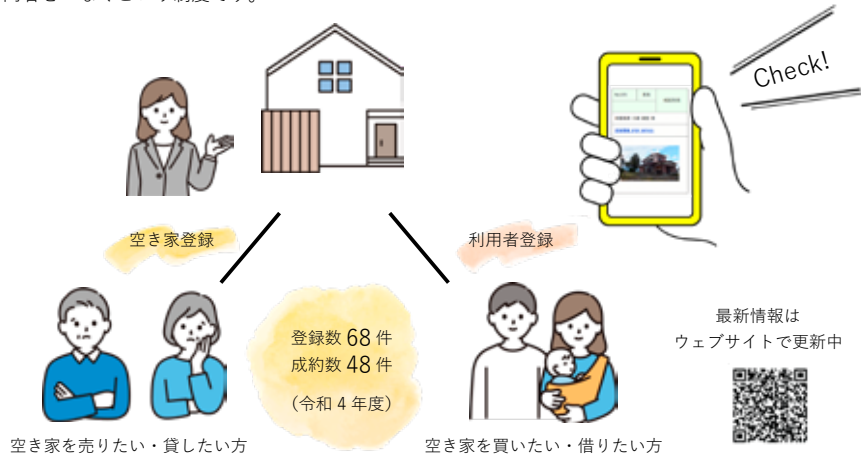 Check!
空き家登録
利用者登録
登録数 68 件
成約数 48 件
(令和 4 年度)
最新情報は
ウェブサイトで更新中
空き家を売りたい・貸したい方
空き家を買いたい・借りたい方